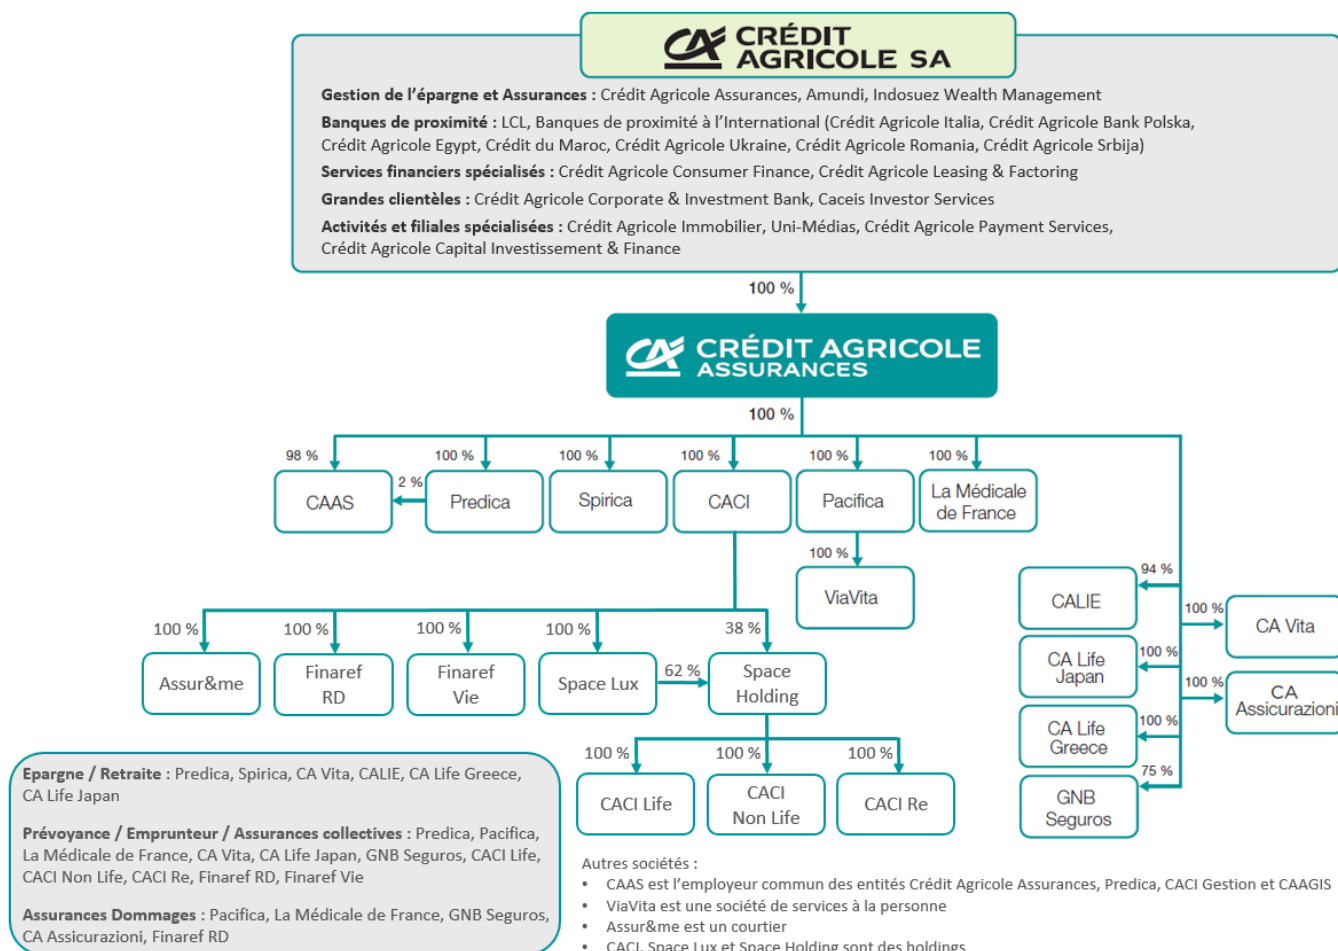 CRÉDIT
AGRICOLE SA
Gestion de l'épargne et Assurances : Crédit Agricole Assurances, Amundi, Indosuez Wealth Management
Banques de proximité : LCL, Banques de proximité à l'International (Crédit Agricole Italia, Crédit Agricole Bank Polska,
Crédit Agricole Egypt, Crédit du Maroc, Crédit Agricole Ukraine, Crédit Agricole Romania, Crédit Agricole Srbija)
Services financiers spécialisés : Crédit Agricole Consumer Finance, Crédit Agricole Leasing & Factoring
Grandes clientèles : Crédit Agricole Corporate & Investment Bank, Caceis Investor Services
Activités et filiales spécialisées : Crédit Agricole Immobilier, Uni-Médias, Crédit Agricole Payment Services,
Crédit Agricole Capital Investissement & Finance
100 %
CRÉDIT AGRICOLE
ASSURANCES
100 %
98 %
100 %
100 %
100 %
100 %
100 %
CAAS
2 %
Predica
Spirica
CACI
Pacifica
La Médicale
de France
100 %
ViaVita
94 %
CALIE
100 %
CA Vita
100 %
CA Life
Japan
100 %
CA
Assicurazioni
100 %
CA Life
Greece
75 %
GNB
Seguros
100 %
100 %
100 %
100 %
38 %
Assur&me
Finaref
RD
Finaref
Vie
Space Lux
62 %
Space
Holding
100 %
100 %
100 %
CACI Life
CACI
Non Life
CACI Re
Epargne / Retraite : Predica, Spirica, CA Vita, CALIE, CA Life Greece,
CA Life Japan
Prévoyance / Emprunteur / Assurances collectives : Predica, Pacifica,
La Médicale de France, CA Vita, CA Life Japan, GNB Seguros, CACI Life,
CACI Non Life, CACI Re, Finaref RD, Finaref Vie
Assurances Dommages : Pacifica, La Médicale de France, GNB Seguros,
CA Assicurazioni, Finaref RD
Autres sociétés :
• CAAS est l'employeur commun des entités Crédit Agricole Assurances, Predica, CACI Gestion et CAAGIS
• ViaVita est une société de services à la personne
• Assur&me est un courtier
• CACI, Space Lux et Space Holding sont des holdings